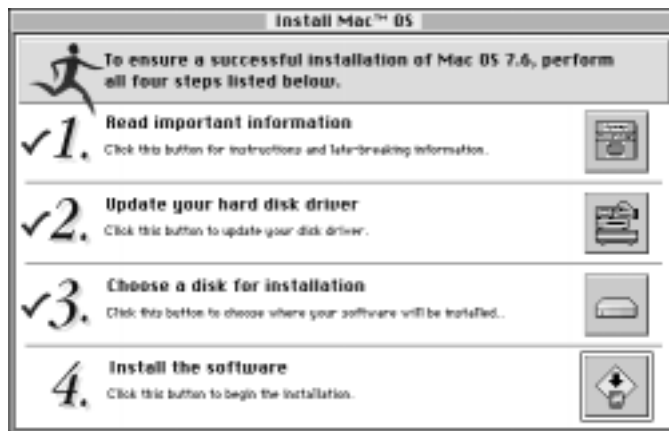 Install Mac™ OS
To ensure a successful installation of Mac OS 7.6, perform
all four steps listed below.
1.
Read important information
Click this button for instructions and late-breaking information.
2.
Update your hard disk driver
Click this button to update your disk driver.
3.
Choose a disk for installation
Click this button to choose where your software will be installed..
4.
Install the software
Click this button to begin the installation.